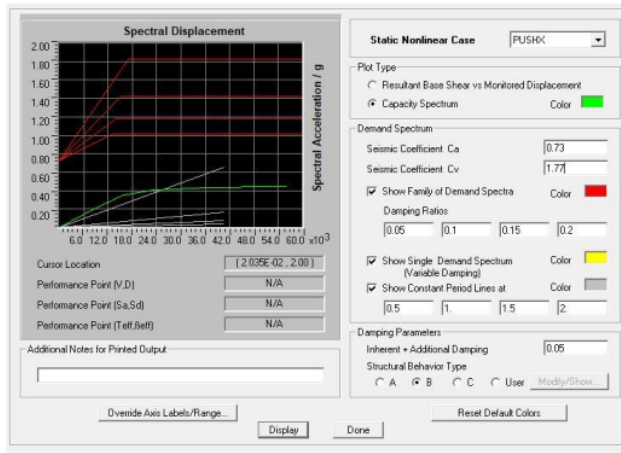 Spectral Displacement
2.00
1.80
1.60
1.40
1.20
1.00
0.80
0.60
0.40
0.20
6.0 12.0 18.0 24.0 30.0 36.0 42.0 48.0 54.0 60.0 x10³
Spectral Acceleration / g
Cursor Location ( 2.035E-02 , 2.00 )
Performance Point (V,D) N/A
Performance Point (Sa,Sd) N/A
Performance Point (Teff,ßeff) N/A
Additional Notes for Printed Output
Override Axis Labels/Range...
Static Nonlinear Case PUSHX
Plot Type
Resultant Base Shear vs Monitored Displacement
Capacity Spectrum Color
Demand Spectrum
Seismic Coefficient Ca 0.73
Seismic Coefficient Cv 1.77
Show Family of Demand Spectra Color
Damping Ratios
0.05 0.1 0.15 0.2
Show Single Demand Spectrum Color
(Variable Damping)
Show Constant Period Lines at Color
0.5 1. 1.5 2.
Damping Parameters
Inherent + Additional Damping 0.05
Structural Behavior Type
A B C User Modify/Show...
Reset Default Colors
Display Done